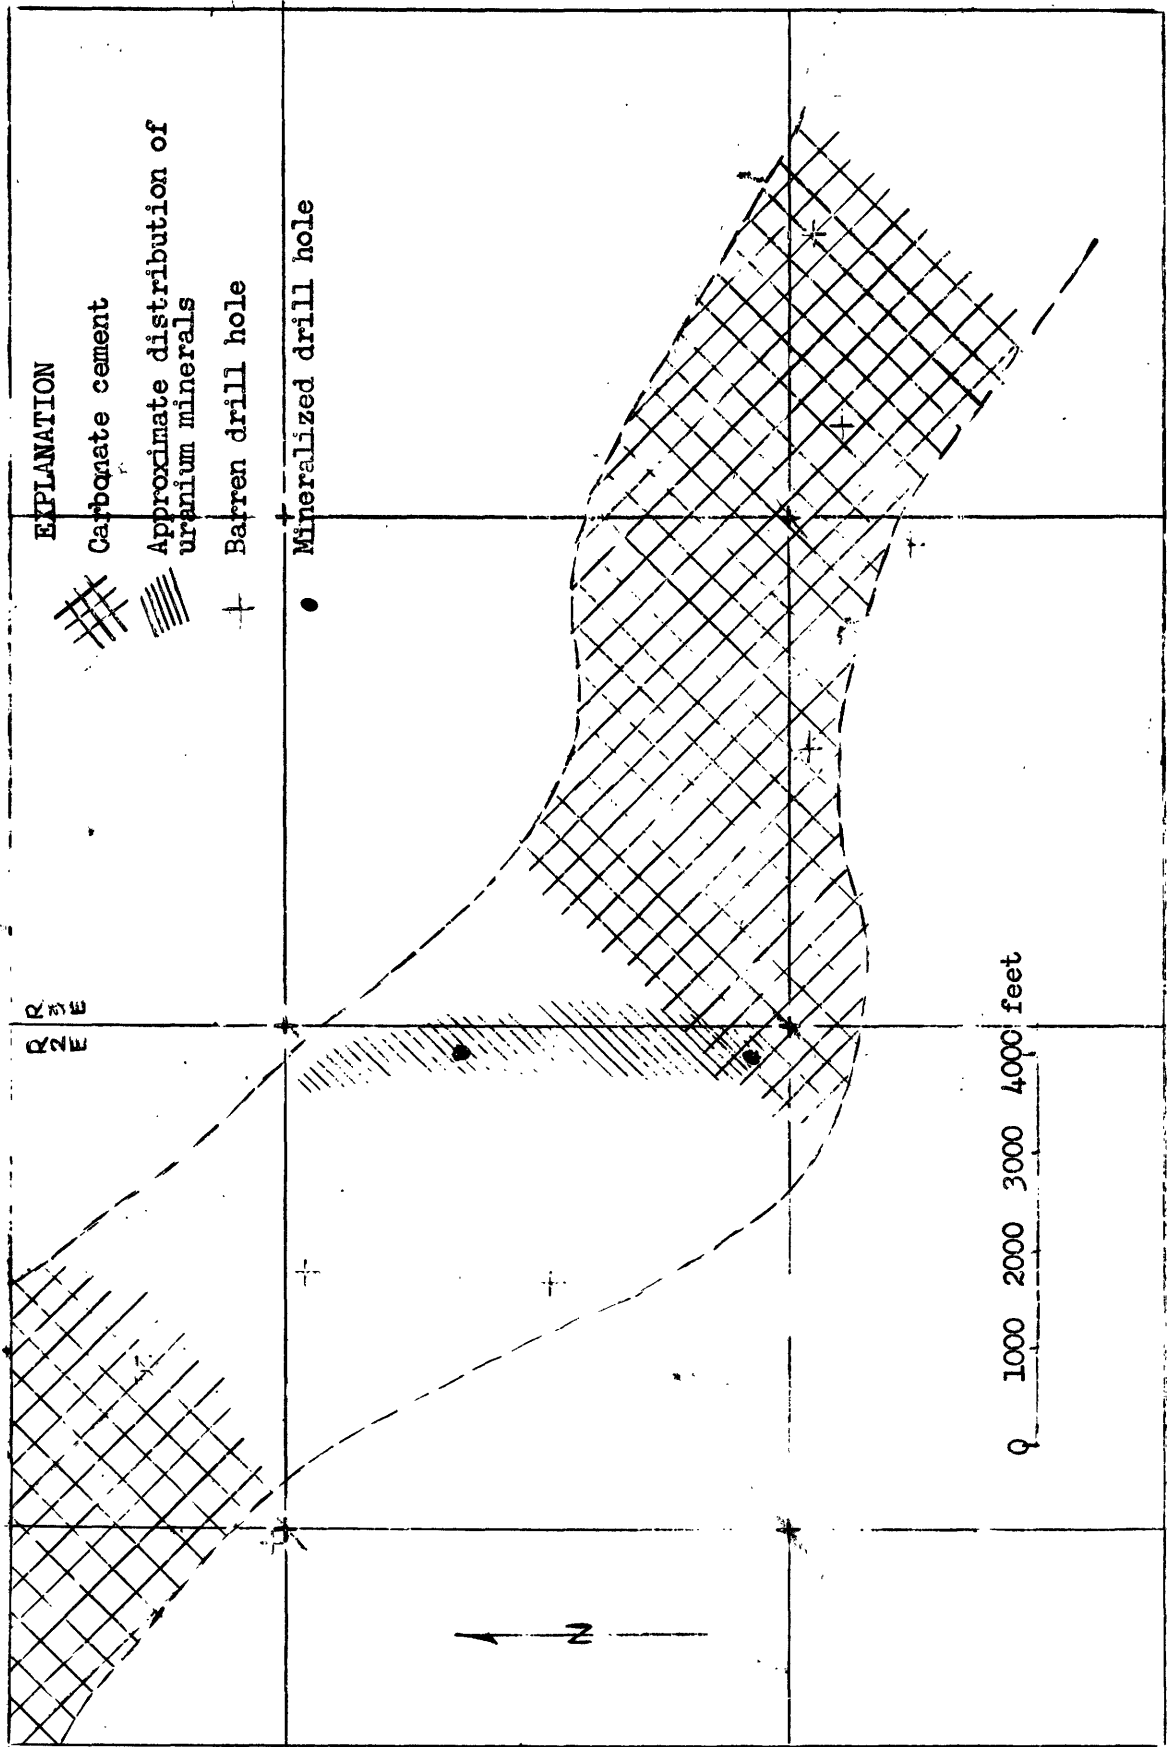 EXPLANATION
Carbonate cement
Approximate distribution of
uranium minerals
Barren drill hole
Mineralized drill hole
R R
2 3
E E
N
0 1000 2000 3000 4000 feet